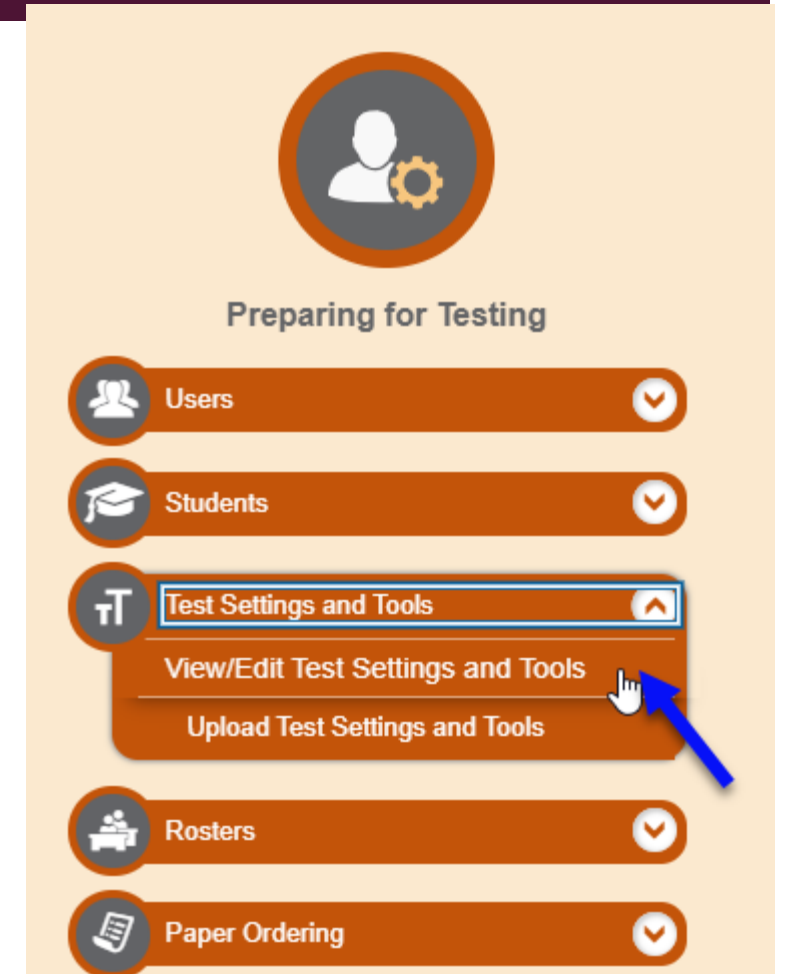 Preparing for Testing
Users
Students
Test Settings and Tools
View/Edit Test Settings and Tools
Upload Test Settings and Tools
Rosters
Paper Ordering